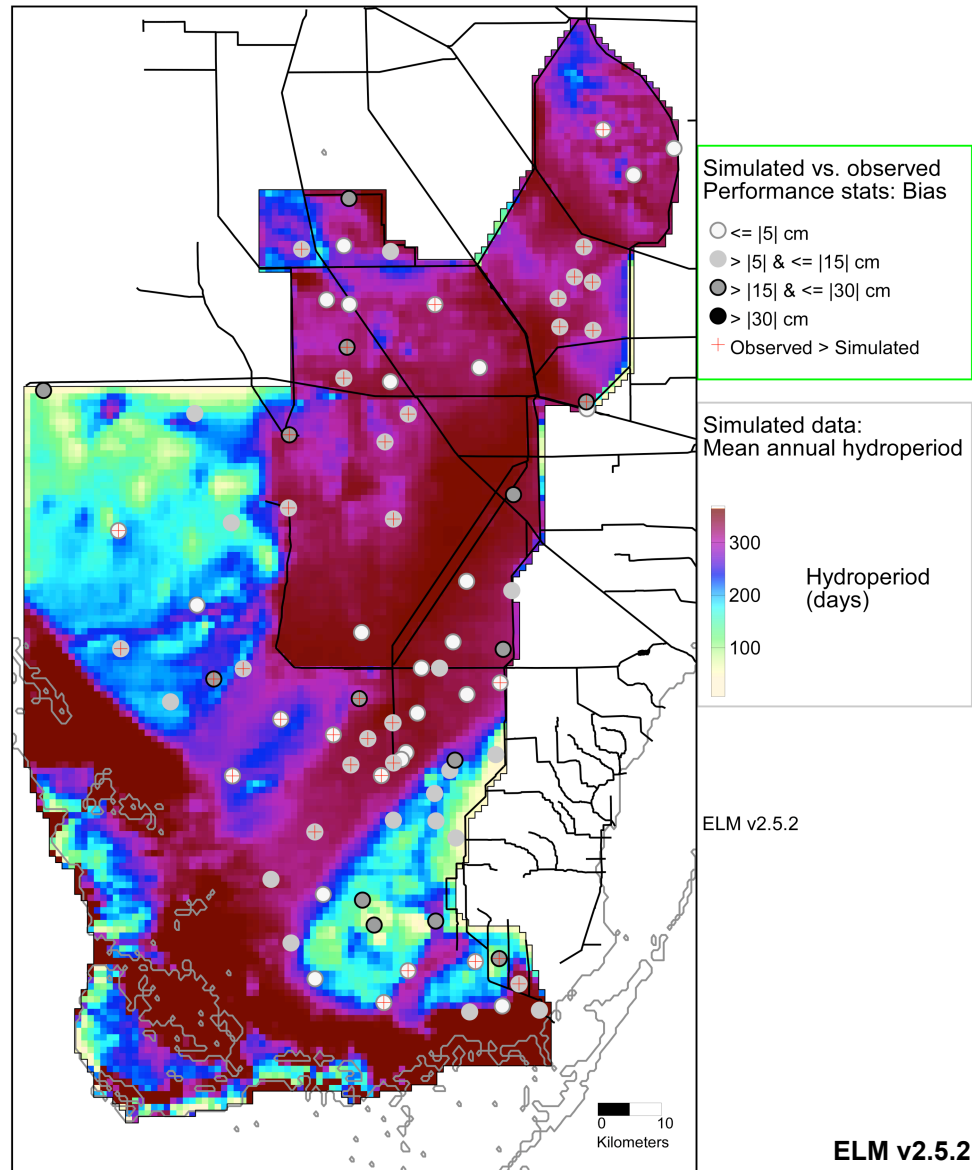 Simulated vs. observed
Performance stats: Bias
<= |5| cm
> |5| & <= |15| cm
> |15| & <= |30| cm
> |30| cm
+ Observed > Simulated
Simulated data:
Mean annual hydroperiod
300
200
100
Hydroperiod
(days)
ELM v2.5.2
0 10
Kilometers
ELM v2.5.2